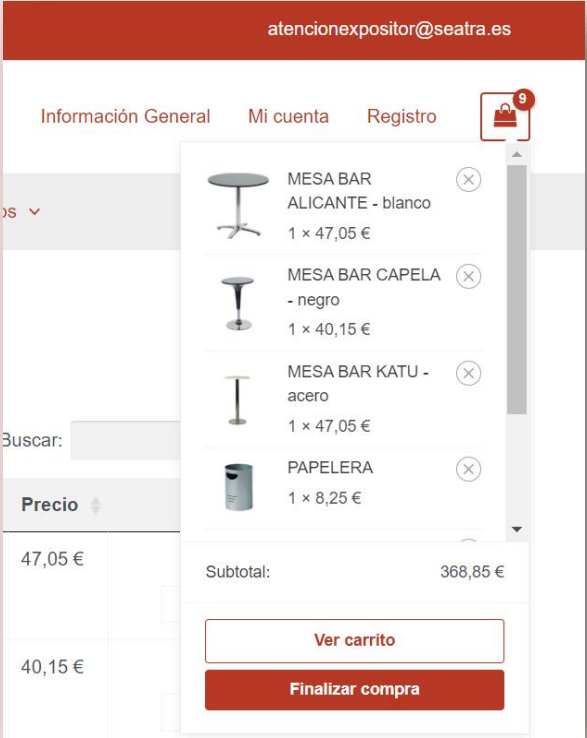 atencionexpositor@seatra.es
Información General Mi cuenta Registro 9
os
MESA BAR
ALICANTE - blanco
1 × 47,05 €
MESA BAR CAPELA
- negro
1 × 40,15 €
MESA BAR KATU -
acero
1 × 47,05 €
Buscar:
PAPELERA
1 × 8,25 €
Precio
47,05 €
Subtotal: 368,85 €
Ver carrito
40,15 €
Finalizar compra